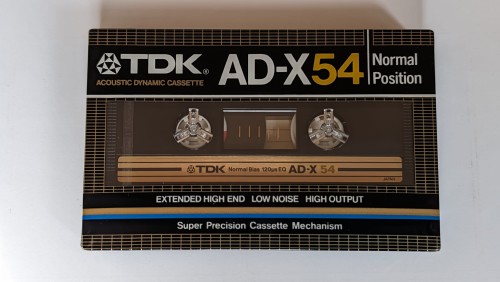 TDK® AD-X54 Normal Position
ACOUSTIC DYNAMIC CASSETTE
TDK Normal Bias 120μs EQ AD-X 54
EXTENDED HIGH END LOW NOISE HIGH OUTPUT
Super Precision Cassette Mechanism